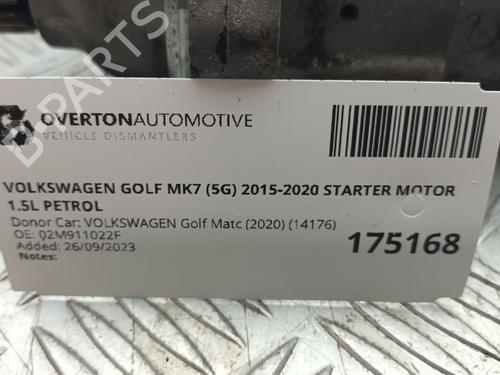 OVERTONAUTOMOTIVE
VEHICLE DISMANTLERS
VOLKSWAGEN GOLF MK7 (5G) 2015-2020 STARTER MOTOR
1.5L PETROL
Donor Car: VOLKSWAGEN Golf Matc (2020) (14176)
OE: 02M911022F
Added: 26/09/2023
Notes:
175168